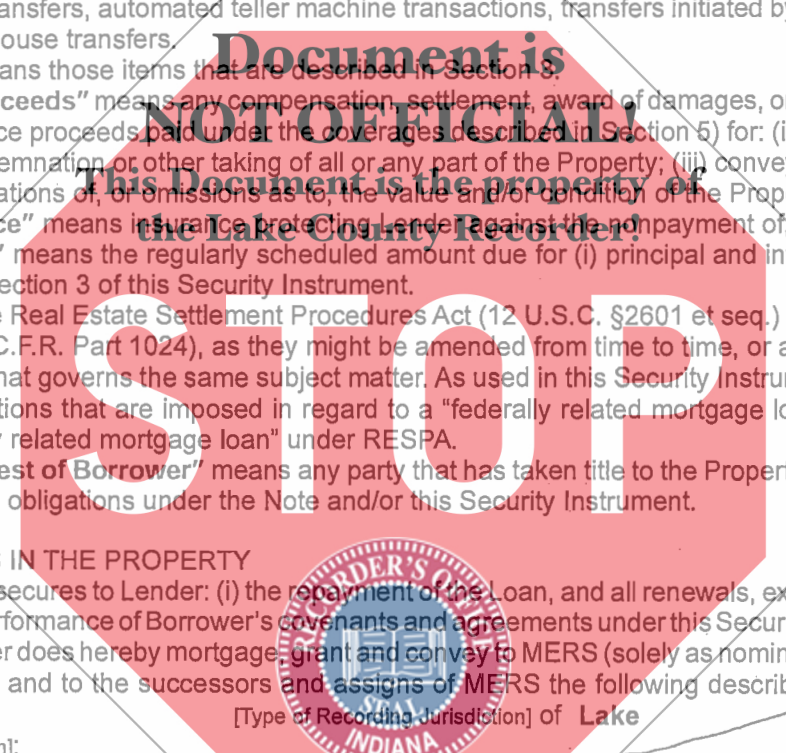 ansfers, automated teller machine transactions, transfers initiated by
ouse transfers.
Document is
ans those items that are described in Section 3.
ceeds" means any compensation, settlement, award of damages, or
NOT OFFICIAL!
ce proceeds paid under the coverages described in Section 5) for: (i
emnation or other taking of all or any part of the Property; (iii) convey
This Document is the property of
ations of, or omissions as to, the value and/or condition of the Prop
ce" means insurance protecting Lender against the nonpayment of,
the Lake County Recorder!
" means the regularly scheduled amount due for (i) principal and in
ection 3 of this Security Instrument.
Real Estate Settlement Procedures Act (12 U.S.C. §2601 et seq.)
C.F.R. Part 1024), as they might be amended from time to time, or a
hat governs the same subject matter. As used in this Security Instru
STOP
tions that are imposed in regard to a "federally related mortgage lo
related mortgage loan" under RESPA.
est of Borrower" means any party that has taken title to the Propert
obligations under the Note and/or this Security Instrument.
IN THE PROPERTY
secures to Lender: (i) the repayment of the Loan, and all renewals, ex
RECORDER'S OFFICE
rformance of Borrower's covenants and agreements under this Secur
er does hereby mortgage, grant and convey to MERS (solely as nomin
and to the successors and assigns of MERS the following describ
SEAL
[Type of Recording Jurisdiction] of Lake
INDIANA
n]: